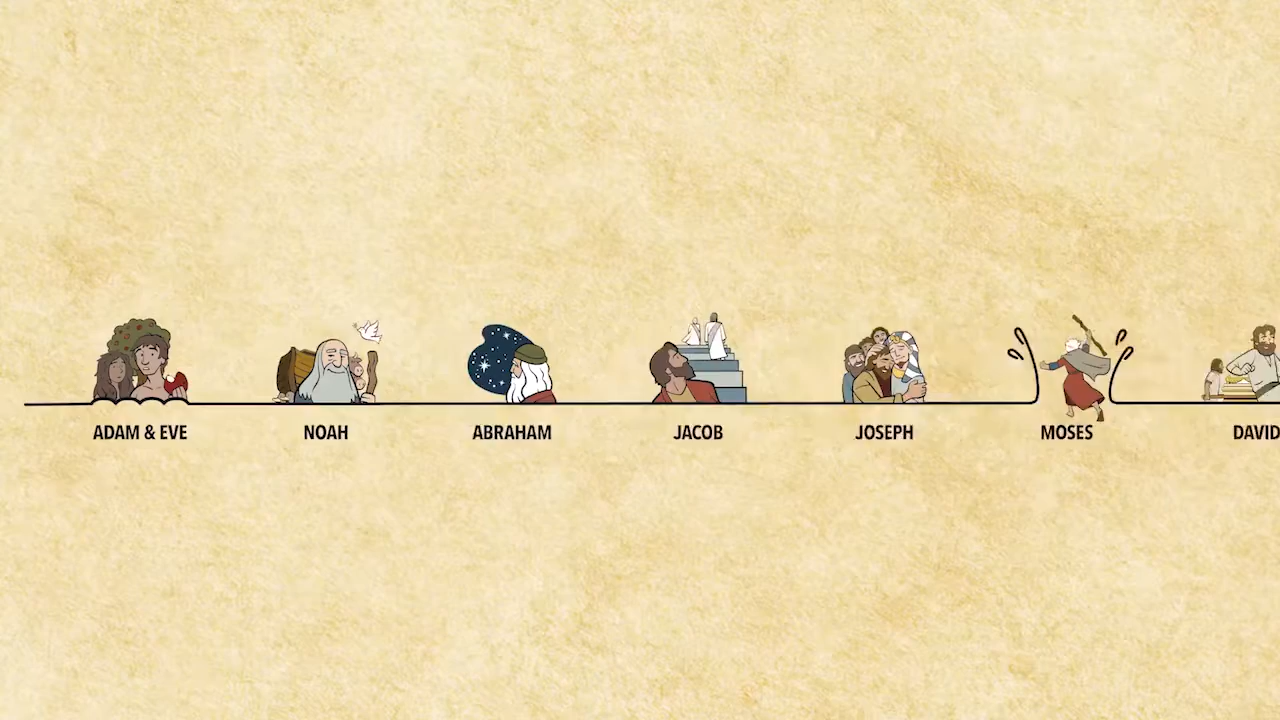 ADAM & EVE
NOAH
ABRAHAM
JACOB
JOSEPH
MOSES
DAVID